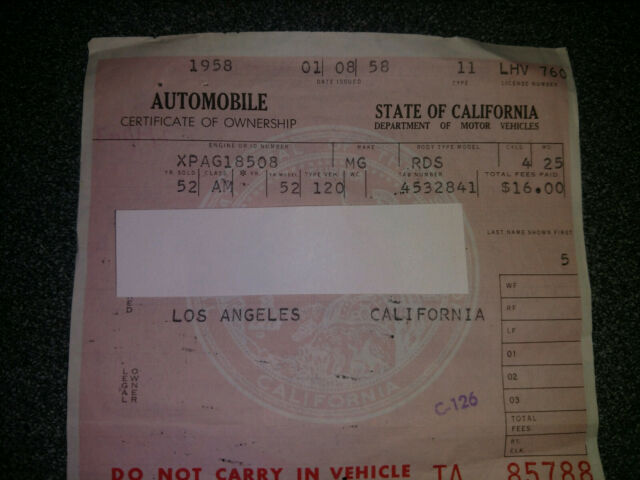 1958 01 08 58 11 LHV 760
DATE ISSUED TYPE LICENSE NUMBER
AUTOMOBILE
CERTIFICATE OF OWNERSHIP
STATE OF CALIFORNIA
DEPARTMENT OF MOTOR VEHICLES
ENGINE OR ID NUMBER MAKE BODY TYPE MODEL CYLS MO
XPAG18508 MG RDS 4 25
YR. SOLD CLASS * YR. YR. MODEL TYPE VEH W.C. TAB NUMBER TOTAL FEES PAID
52 AM 52 120 4532841 $16.00
LAST NAME SHOWN FIRST
5
WF
RF
LF
01
02
03
TOTAL FEES
LOS ANGELES CALIFORNIA
LEGAL OWNER
CALIFORNIA
C-126
DO NOT CARRY IN VEHICLE TA 85788